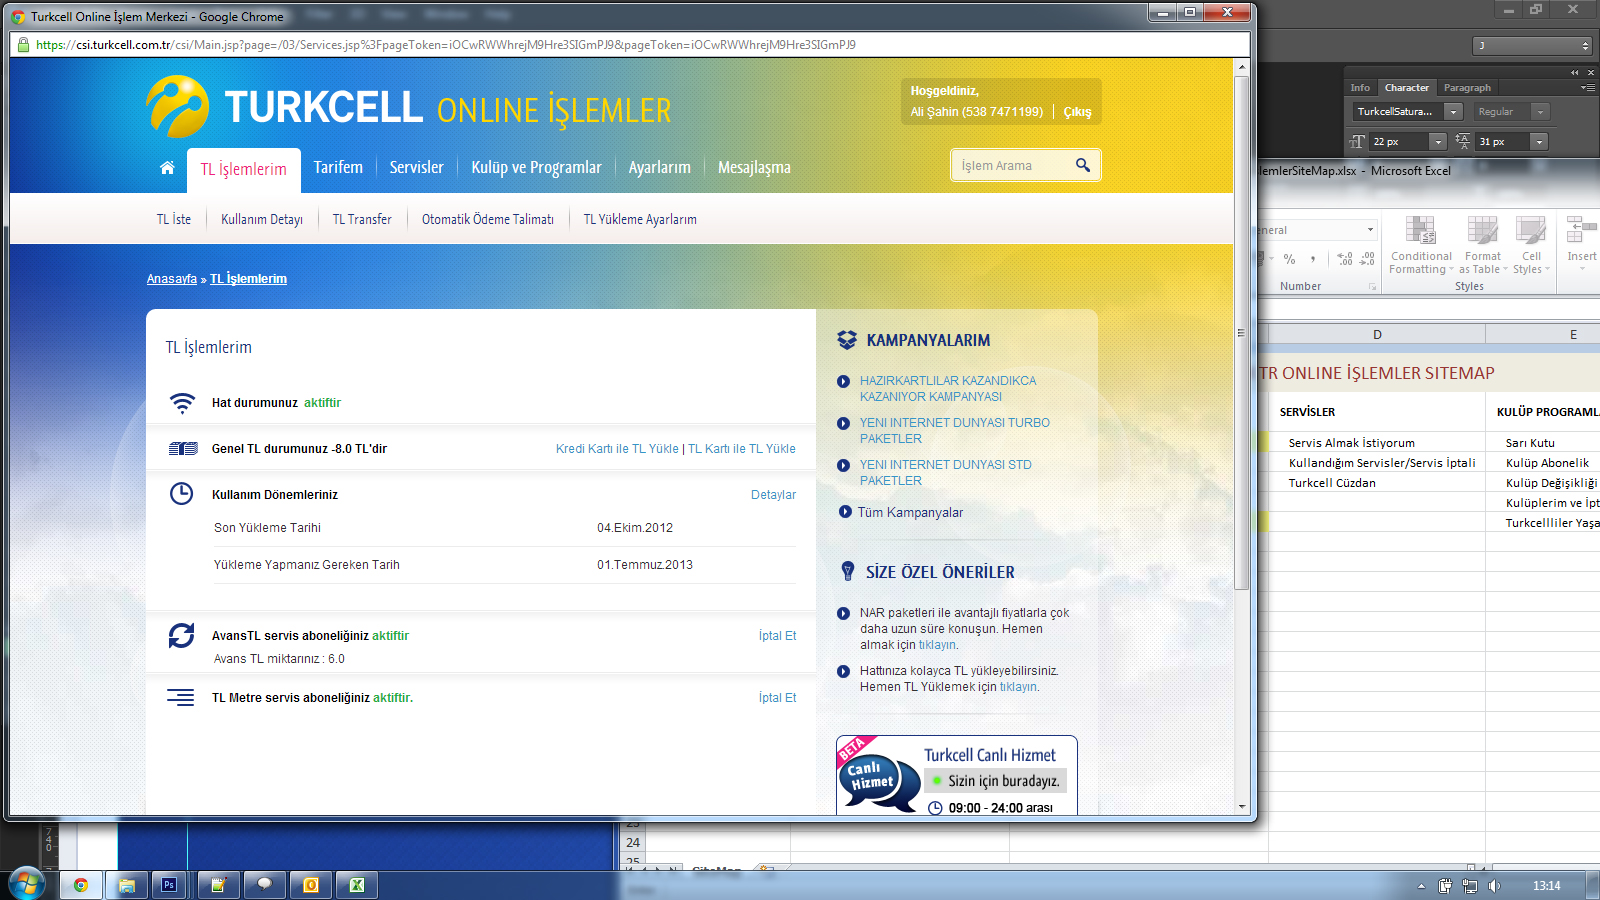 Turkcell Online İşlem Merkezi - Google Chrome
https://csi.turkcell.com.tr/csi/Main.jsp?page=/03/Services.jsp%3FpageToken=iOCwRWWhrejM9Hre3SIGmPJ9&pageToken=iOCwRWWhrejM9Hre3SIGmPJ9
TURKCELL ONLINE İŞLEMLER
Hoşgeldiniz,
Ali Şahin (538 7471199) Çıkış
TL İşlemlerim Tarifem Servisler Kulüp ve Programlar Ayarlarım Mesajlaşma
İşlem Arama
TL İste Kullanım Detayı TL Transfer Otomatik Ödeme Talimatı TL Yükleme Ayarlarım
Anasayfa » TL İşlemlerim
TL İşlemlerim
Hat durumunuz aktiftir
Genel TL durumunuz -8.0 TL'dir Kredi Kartı ile TL Yükle | TL Kartı ile TL Yükle
Kullanım Dönemleriniz Detaylar
Son Yükleme Tarihi 04.Ekim.2012
Yükleme Yapmanız Gereken Tarih 01.Temmuz.2013
AvansTL servis aboneliğiniz aktiftir İptal Et
Avans TL miktarınız : 6.0
TL Metre servis aboneliğiniz aktiftir. İptal Et
KAMPANYALARIM
HAZIRKARTLILAR KAZANDIKCA
KAZANIYOR KAMPANYASI
YENI INTERNET DUNYASI TURBO
PAKETLER
YENI INTERNET DUNYASI STD
PAKETLER
Tüm Kampanyalar
SİZE ÖZEL ÖNERİLER
NAR paketleri ile avantajlı fiyatlarla çok
daha uzun süre konuşun. Hemen
almak için tıklayın.
Hattınıza kolayca TL yükleyebilirsiniz.
Hemen TL Yüklemek için tıklayın.
BETA
Canlı
Hizmet
Turkcell Canlı Hizmet
Sizin için buradayız.
09:00 - 24:00 arası
J
Info Character Paragraph
TurkcellSatura... Regular
22 px 31 px
lemlerSiteMap.xlsx - Microsoft Excel
eneral
% ,
Number
Conditional
Formatting
Format
as Table
Cell
Styles
Insert
Styles
D E
TR ONLINE İŞLEMLER SITEMAP
SERVİSLER KULÜP PROGRAMLA
Servis Almak İstiyorum Sarı Kutu
Kullandığım Servisler/Servis İptali Kulüp Abonelik
Turkcell Cüzdan Kulüp Değişikliği
Kulüplerim ve İpt
Turkcellliler Yaşa
24
25
SiteMap
Ps
13:14